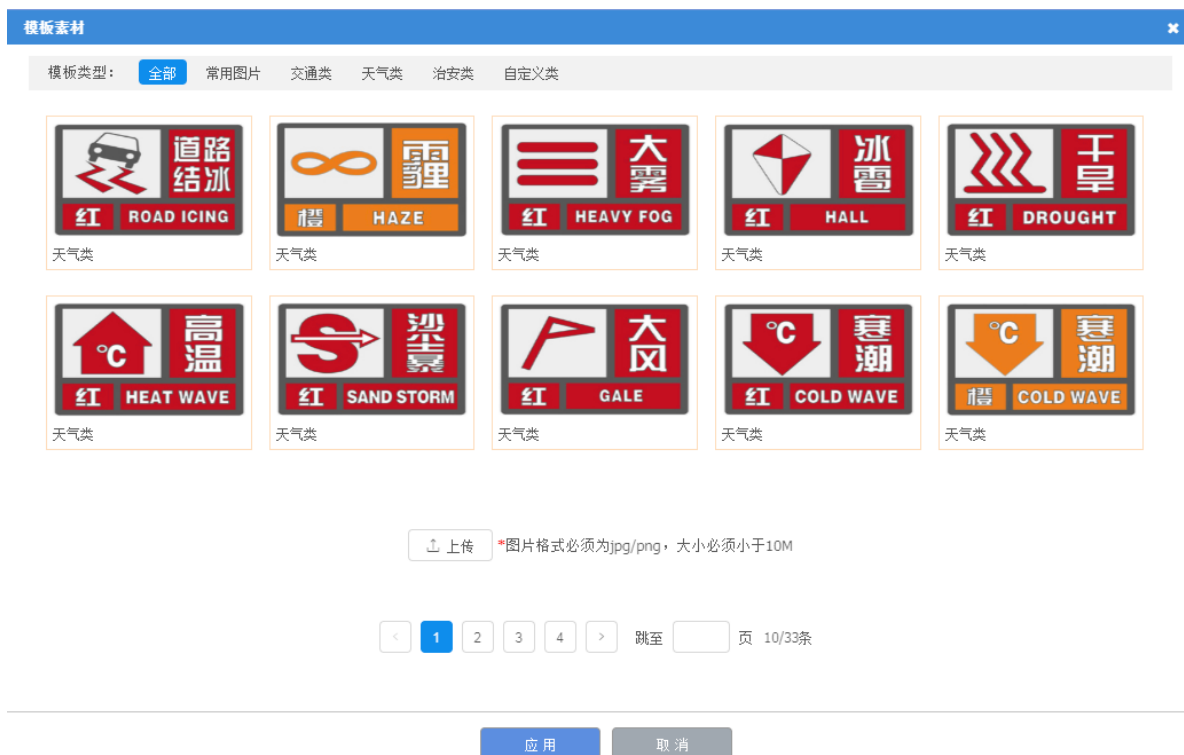 模板素材
模板类型: 全部 常用图片 交通类 天气类 治安类 自定义类
道路结冰 红 ROAD ICING
天气类
霾 橙 HAZE
天气类
大雾 红 HEAVY FOG
天气类
冰雹 红 HALL
天气类
干旱 红 DROUGHT
天气类
℃ 高温 红 HEAT WAVE
天气类
沙尘暴 红 SAND STORM
天气类
大风 红 GALE
天气类
℃ 寒潮 红 COLD WAVE
天气类
℃ 寒潮 橙 COLD WAVE
天气类
上传 *图片格式必须为jpg/png，大小必须小于10M
< 1 2 3 4 > 跳至 页 10/33条
应用 取消